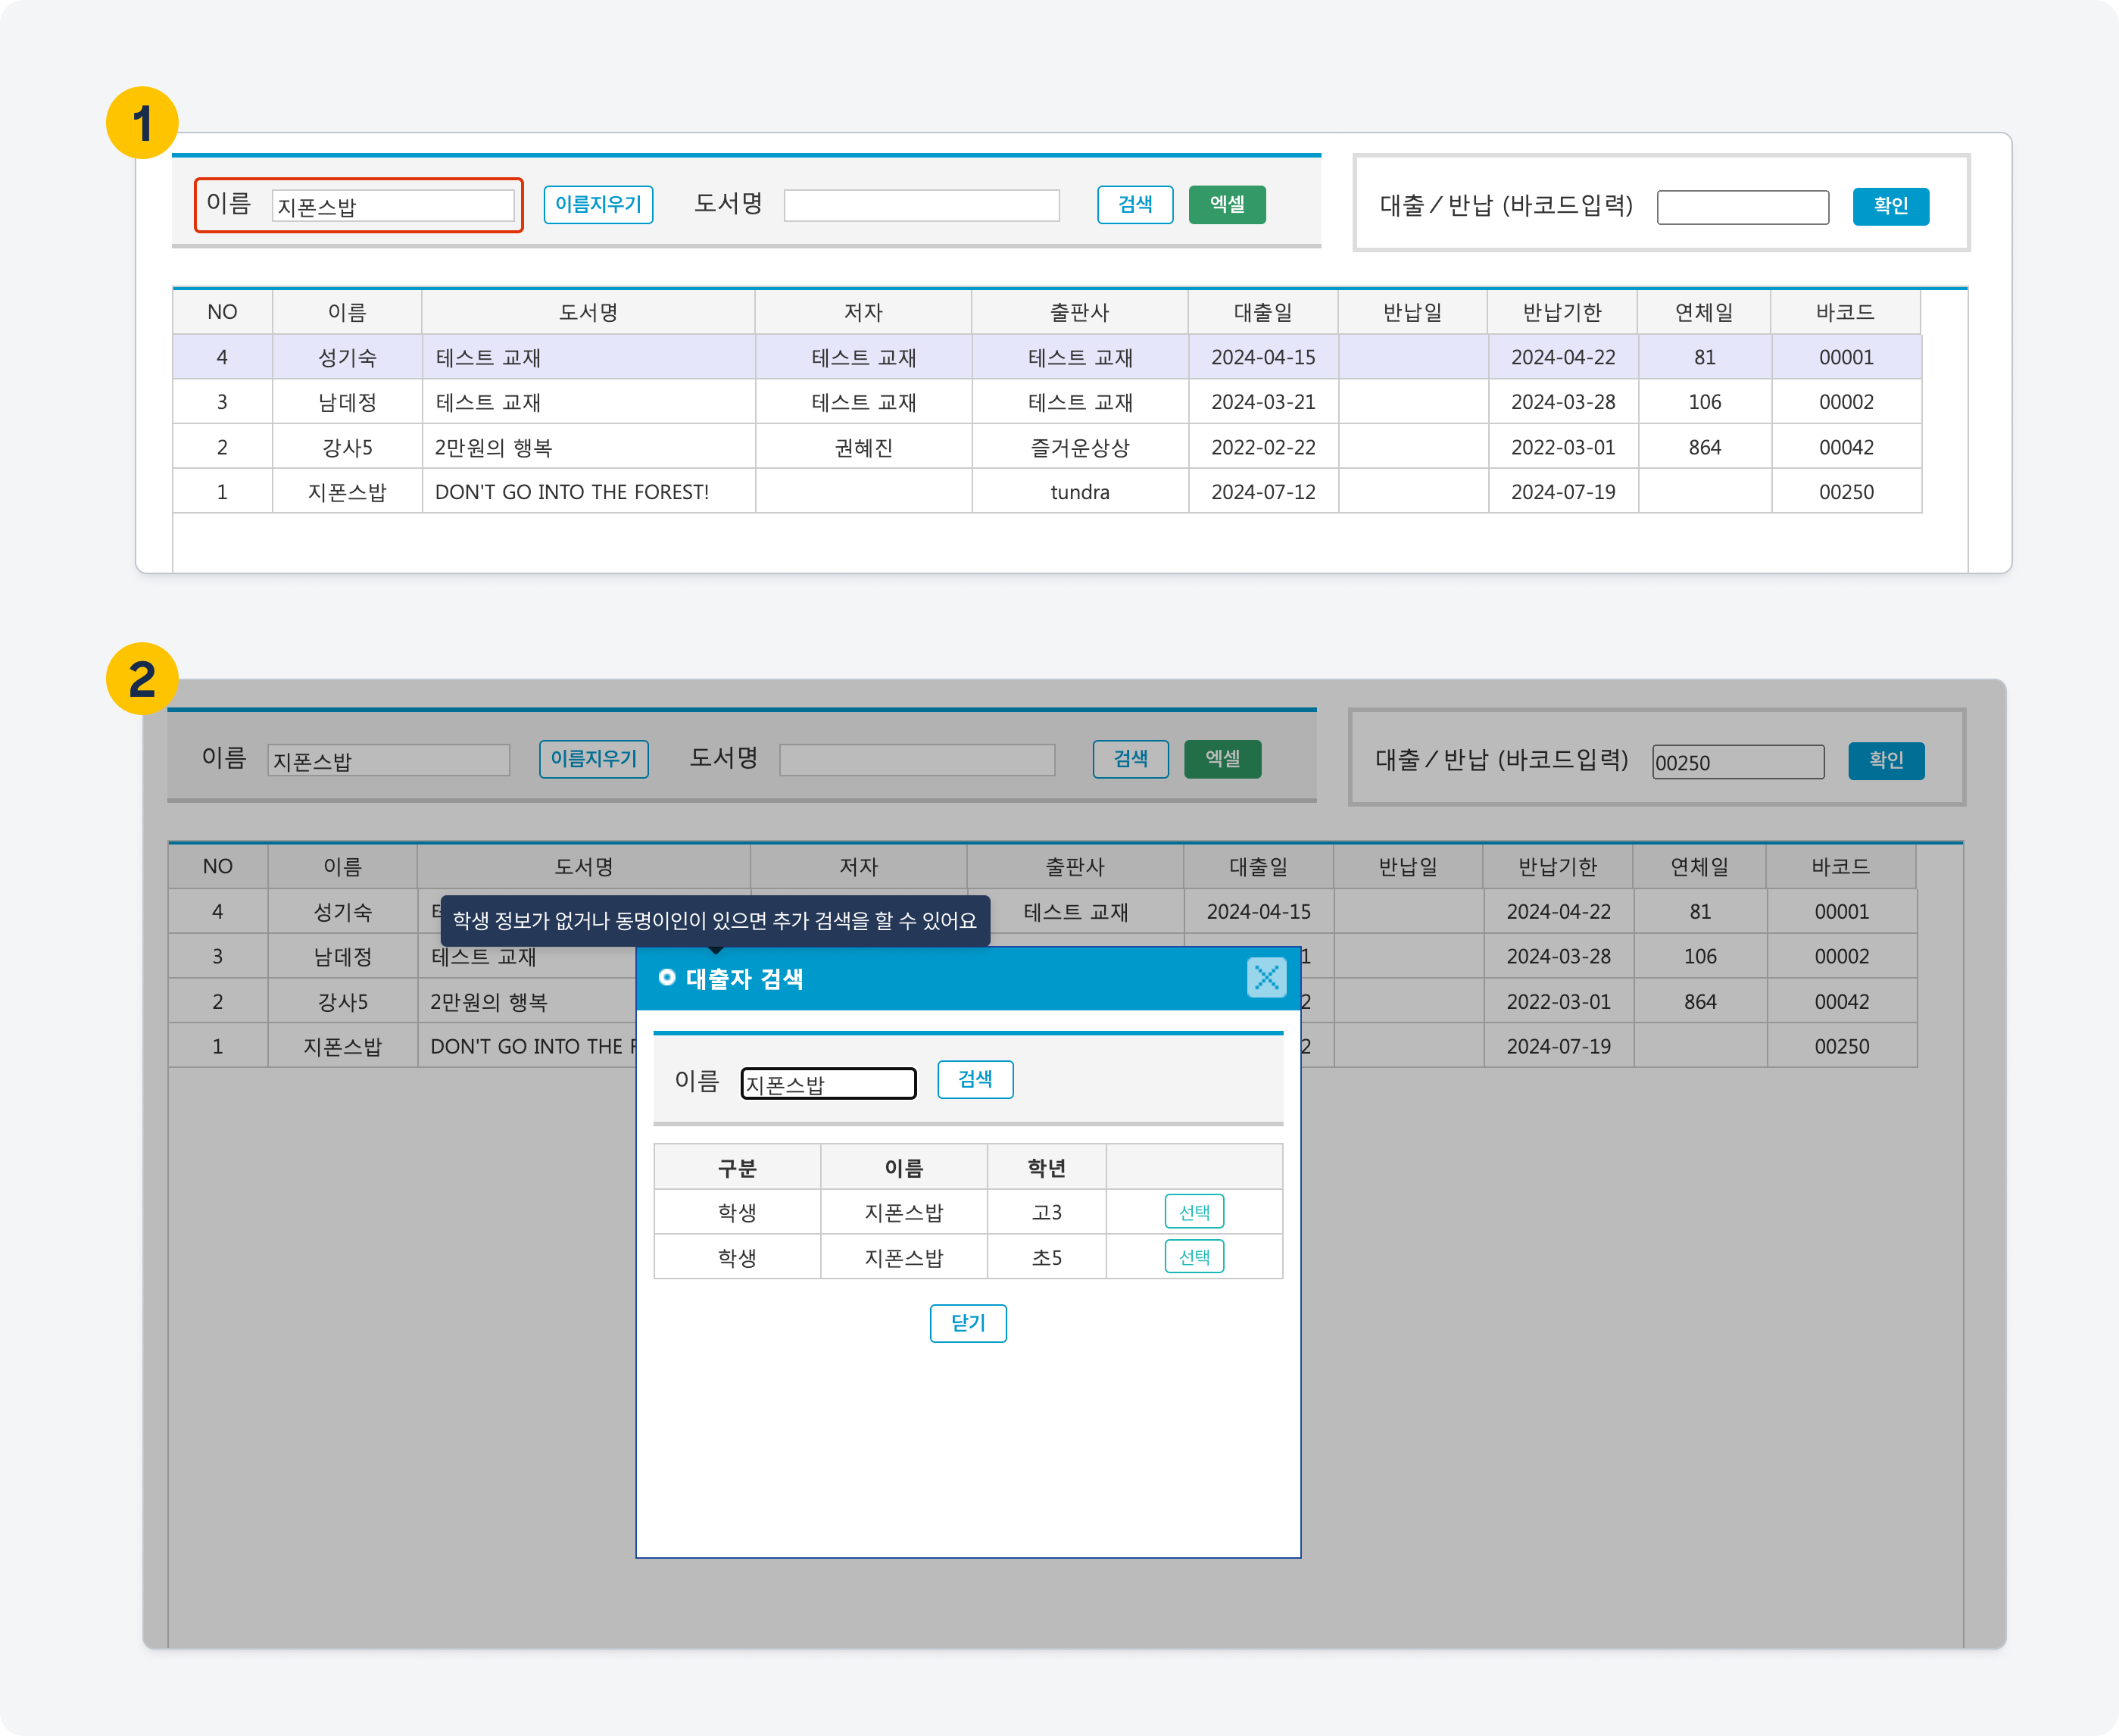 1
이름 지폰스밥 이름지우기 도서명 검색 엑셀 대출 / 반납 (바코드입력) 확인
NO 이름 도서명 저자 출판사 대출일 반납일 반납기한 연체일 바코드
4 성기숙 테스트 교재 테스트 교재 테스트 교재 2024-04-15 2024-04-22 81 00001
3 남데정 테스트 교재 테스트 교재 테스트 교재 2024-03-21 2024-03-28 106 00002
2 강사5 2만원의 행복 권혜진 즐거운상상 2022-02-22 2022-03-01 864 00042
1 지폰스밥 DON'T GO INTO THE FOREST! tundra 2024-07-12 2024-07-19 00250
2
이름 지폰스밥 이름지우기 도서명 검색 엑셀 대출 / 반납 (바코드입력) 00250 확인
NO 이름 도서명 저자 출판사 대출일 반납일 반납기한 연체일 바코드
4 성기숙 테스트 교재 2024-04-15 2024-04-22 81 00001
학생 정보가 없거나 동명이인이 있으면 추가 검색을 할 수 있어요
3 남데정 테스트 교재 1 2024-03-28 106 00002
2 강사5 2만원의 행복 2 2022-03-01 864 00042
1 지폰스밥 DON'T GO INTO THE 2 2024-07-19 00250
대출자 검색
이름 지폰스밥 검색
구분 이름 학년
학생 지폰스밥 고3 선택
학생 지폰스밥 초5 선택
닫기